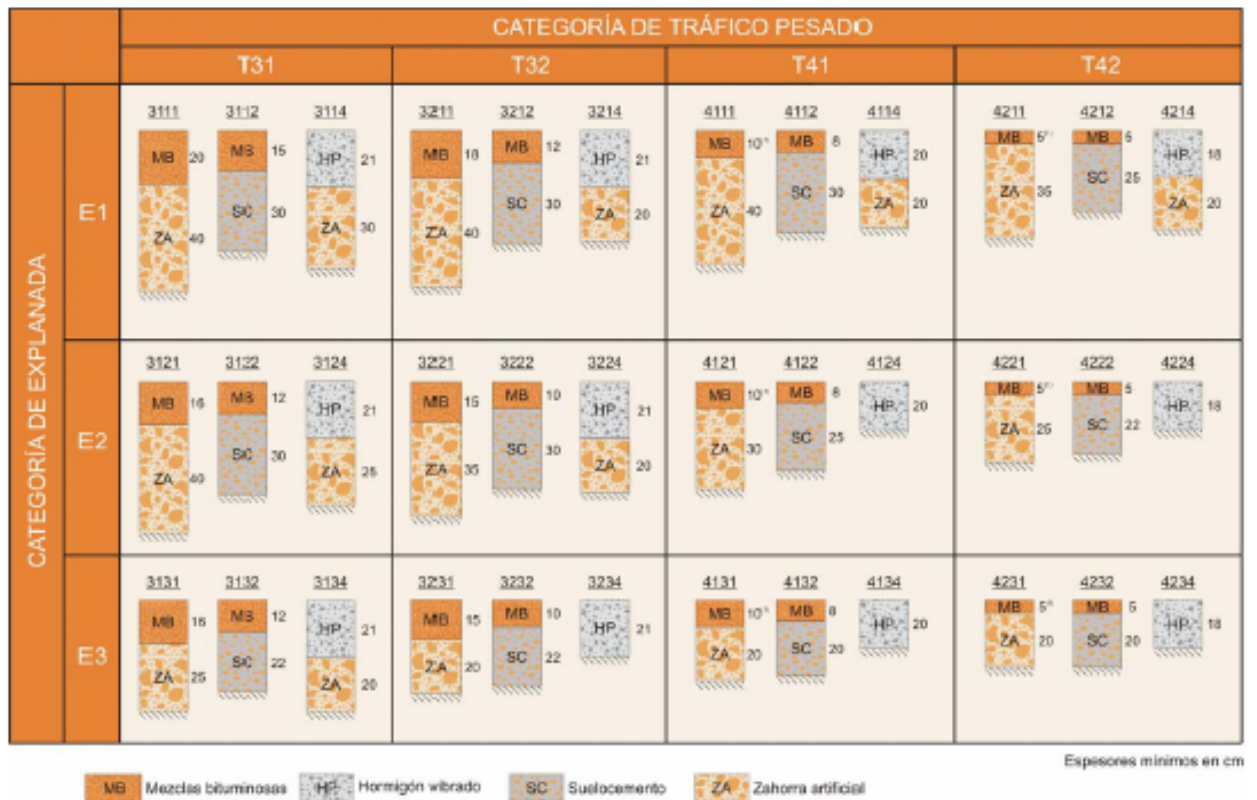 CATEGORÍA DE TRÁFICO PESADO
T31 T32 T41 T42
CATEGORÍA DE EXPLANADA
E1
3111 3112 3114 3211 3212 3214 4111 4112 4114 4211 4212 4214
MB 20 MB 15 HP 21 MB 18 MB 12 HP 21 MB 10 MB 8 HP 20 MB 5 MB 5 HP 18
ZA 40 SC 30 ZA 30 ZA 40 SC 30 ZA 20 ZA 40 SC 30 ZA 20 ZA 35 SC 25 ZA 20
E2
3121 3122 3124 3221 3222 3224 4121 4122 4124 4221 4222 4224
MB 16 MB 12 HP 21 MB 15 MB 10 HP 21 MB 10 MB 8 HP 20 MB 5 MB 5 HP 18
ZA 40 SC 30 ZA 25 ZA 35 SC 30 ZA 20 ZA 30 SC 25 ZA 25 SC 22
E3
3131 3132 3134 3231 3232 3234 4131 4132 4134 4231 4232 4234
MB 16 MB 12 HP 21 MB 15 MB 10 HP 21 MB 10 MB 8 HP 20 MB 5 MB 5 HP 18
ZA 25 SC 22 ZA 20 ZA 20 SC 22 ZA 20 SC 20 ZA 20 SC 20
Espesores mínimos en cm
MB Mezclas bituminosas HP Hormigón vibrado SC Suelocemento ZA Zahorra artificial